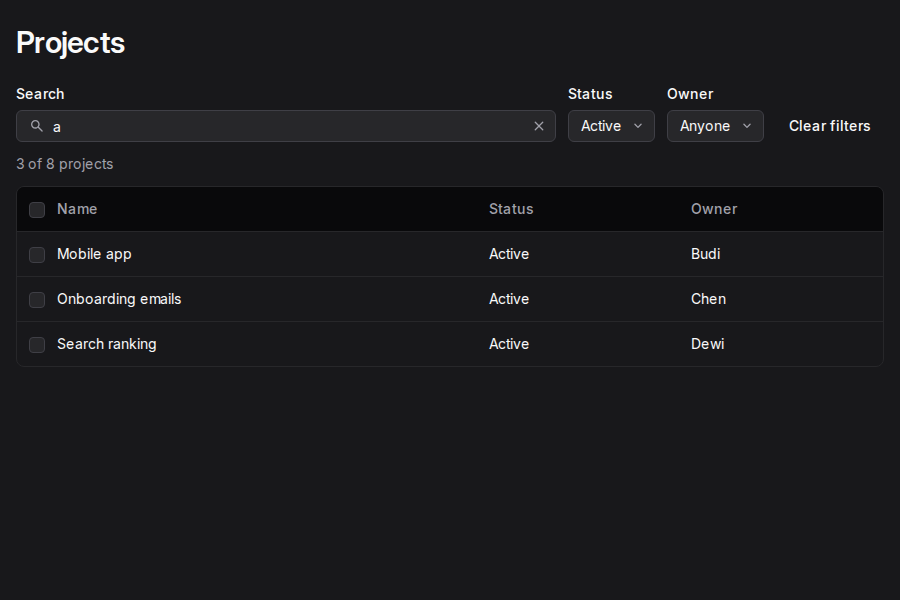 Projects
Search Status Owner
a Active Anyone Clear filters
3 of 8 projects
Name Status Owner
Mobile app Active Budi
Onboarding emails Active Chen
Search ranking Active Dewi